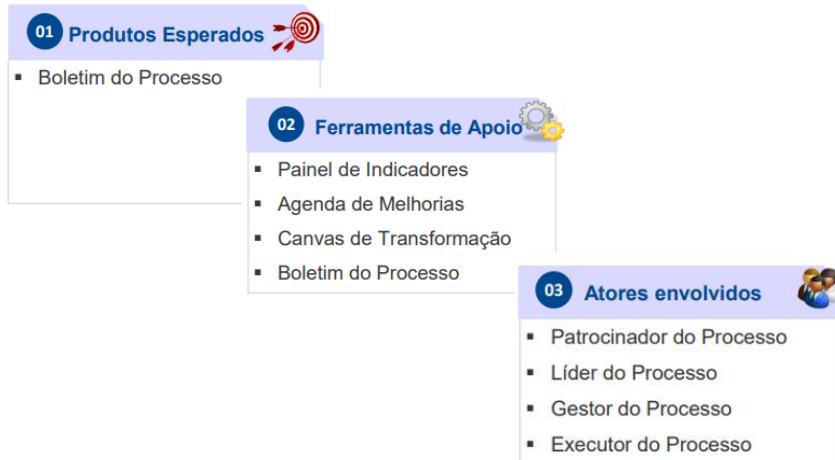 01 Produtos Esperados
▪ Boletim do Processo
02 Ferramentas de Apoio
▪ Painel de Indicadores
▪ Agenda de Melhorias
▪ Canvas de Transformação
▪ Boletim do Processo
03 Atores envolvidos
▪ Patrocinador do Processo
▪ Líder do Processo
▪ Gestor do Processo
▪ Executor do Processo